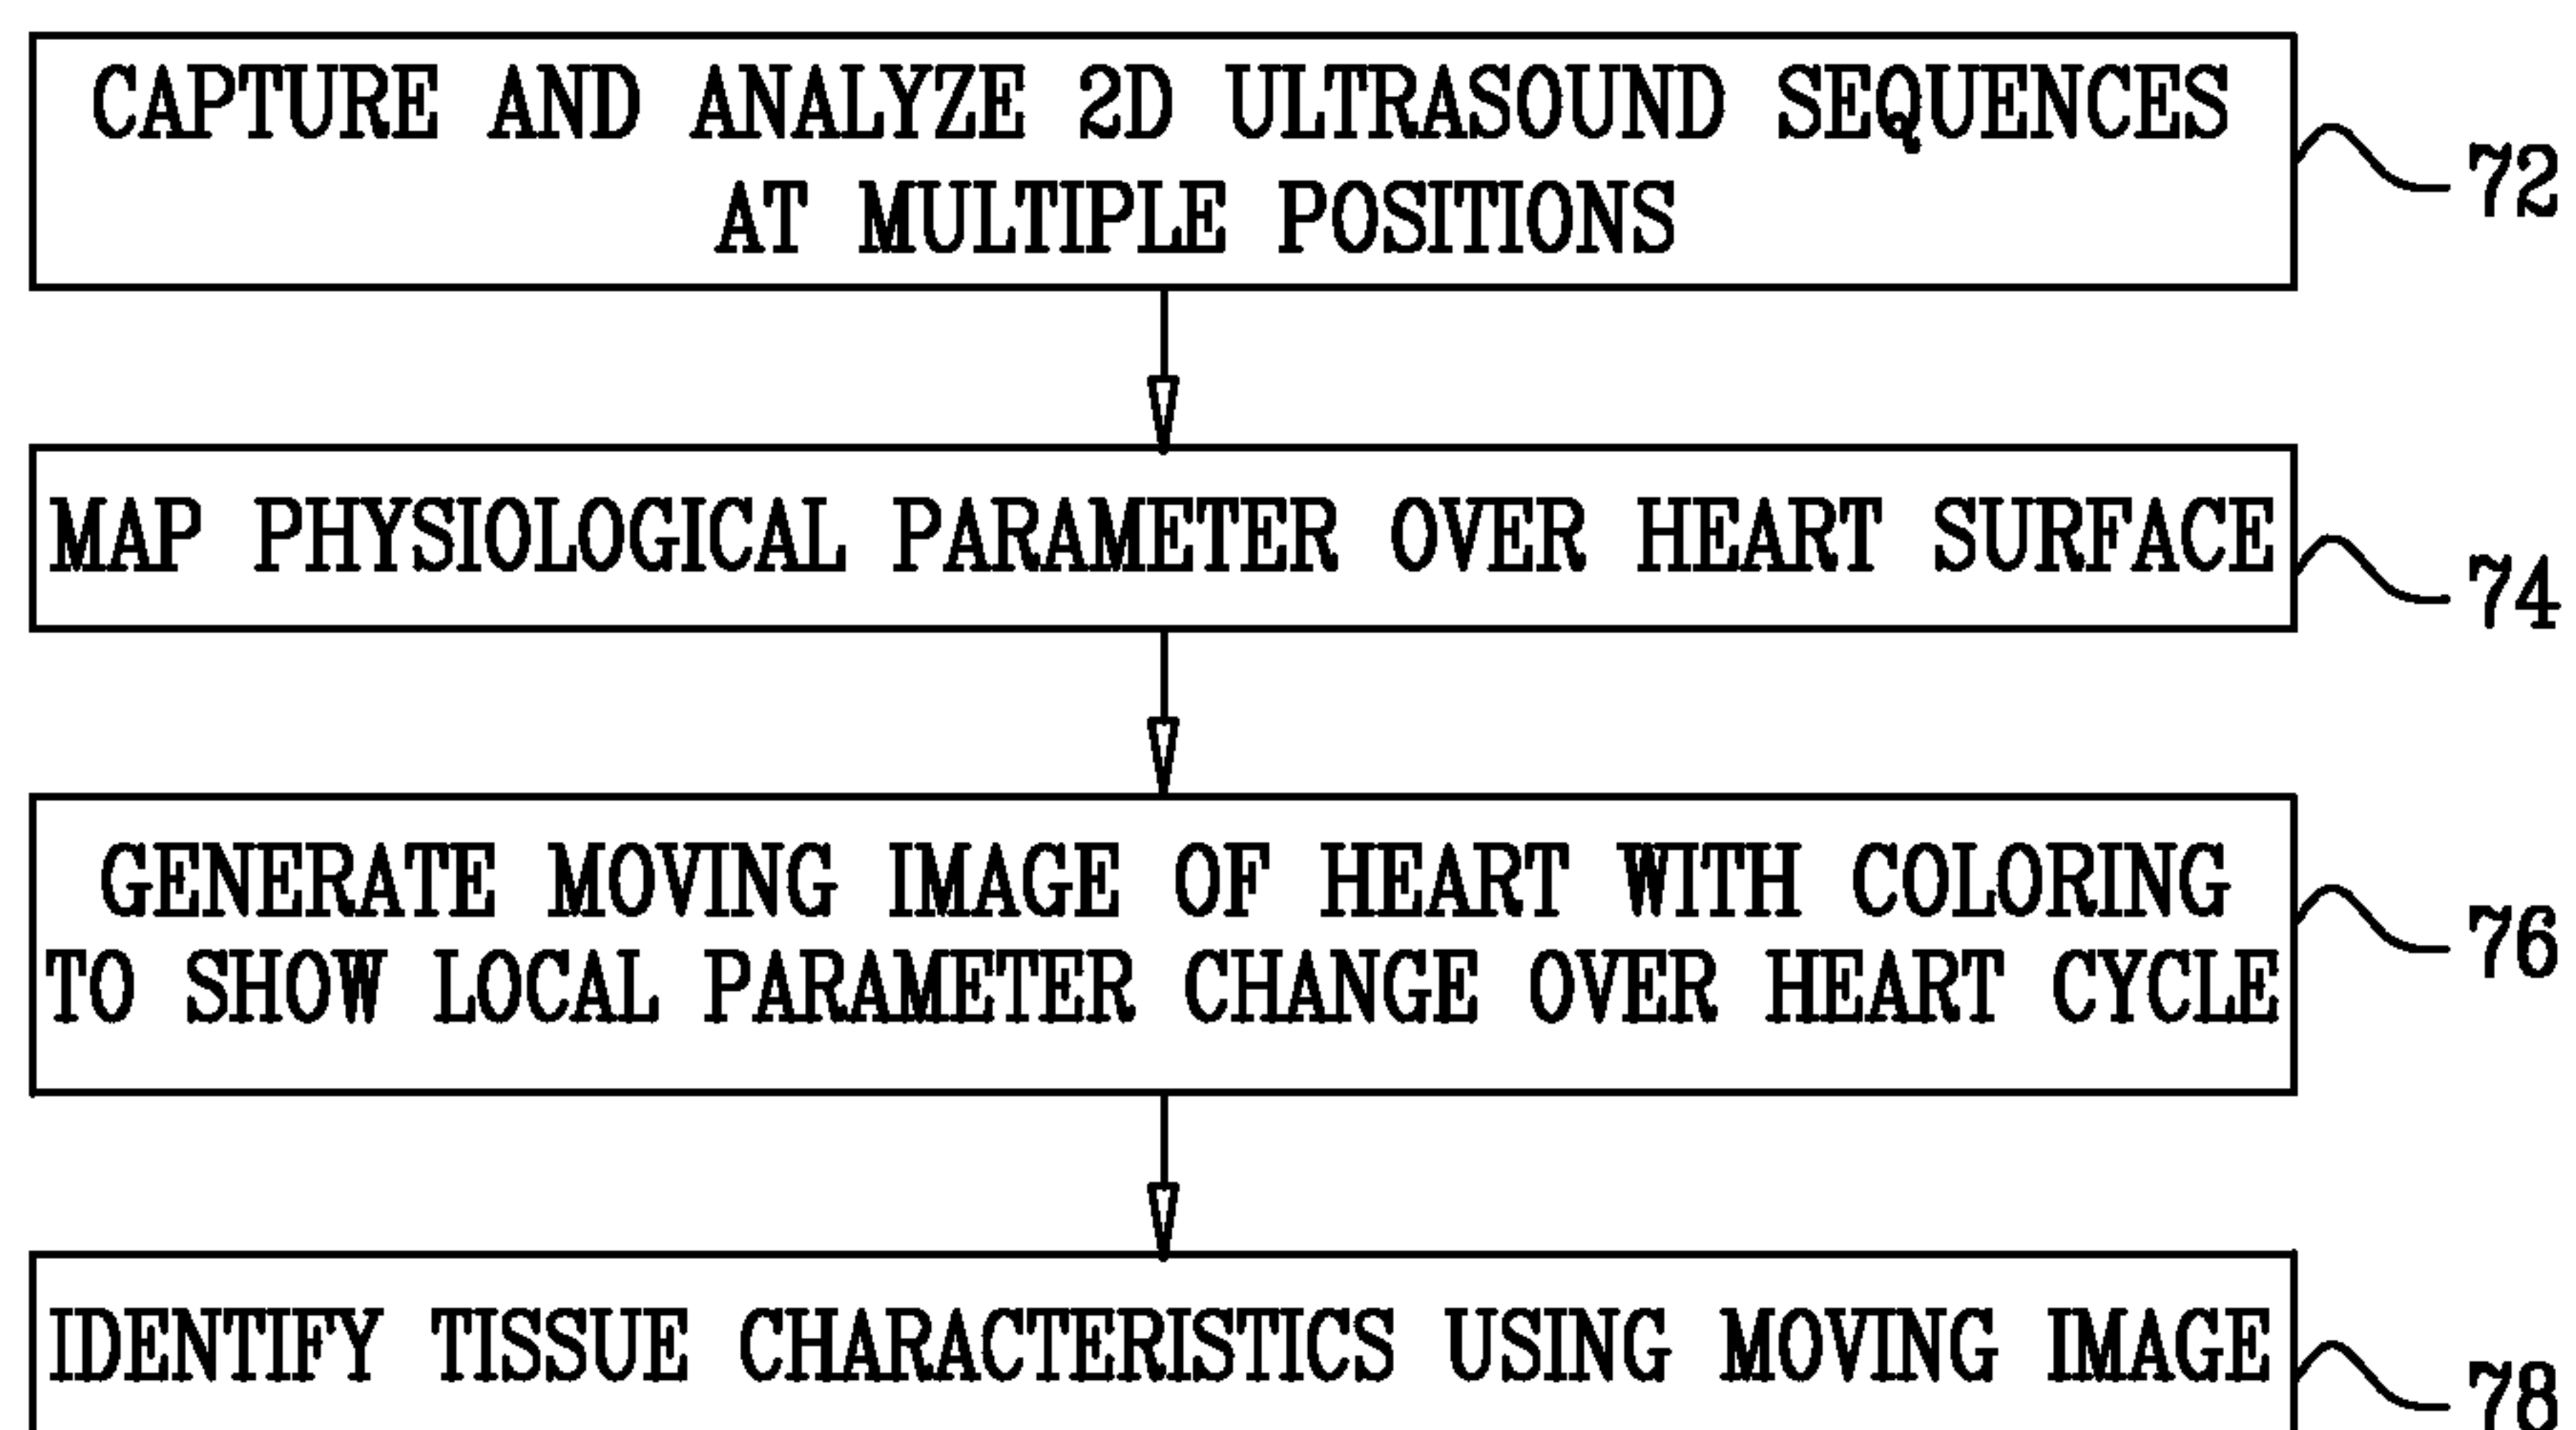 CAPTURE AND ANALYZE 2D ULTRASOUND SEQUENCES
AT MULTIPLE POSITIONS
72
MAP PHYSIOLOGICAL PARAMETER OVER HEART SURFACE
74
GENERATE MOVING IMAGE OF HEART WITH COLORING
TO SHOW LOCAL PARAMETER CHANGE OVER HEART CYCLE
76
IDENTIFY TISSUE CHARACTERISTICS USING MOVING IMAGE
78